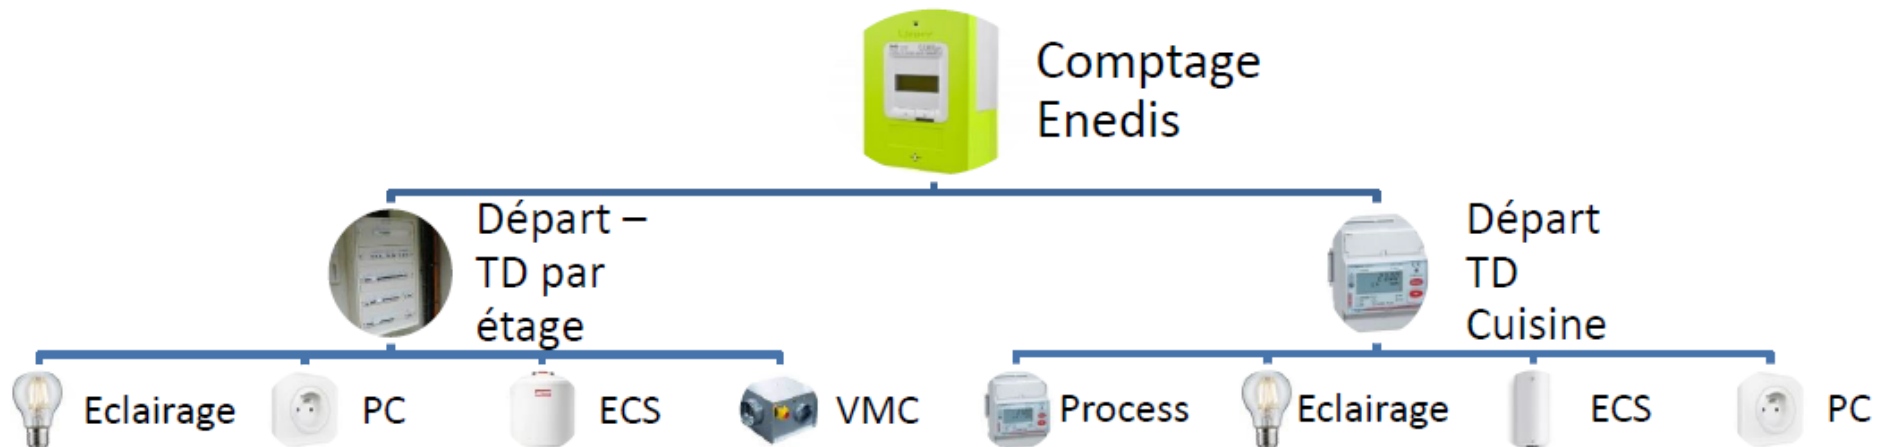 Comptage
Enedis
Départ –
TD par
étage
Départ
TD
Cuisine
Eclairage
PC
ECS
VMC
Process
Eclairage
ECS
PC